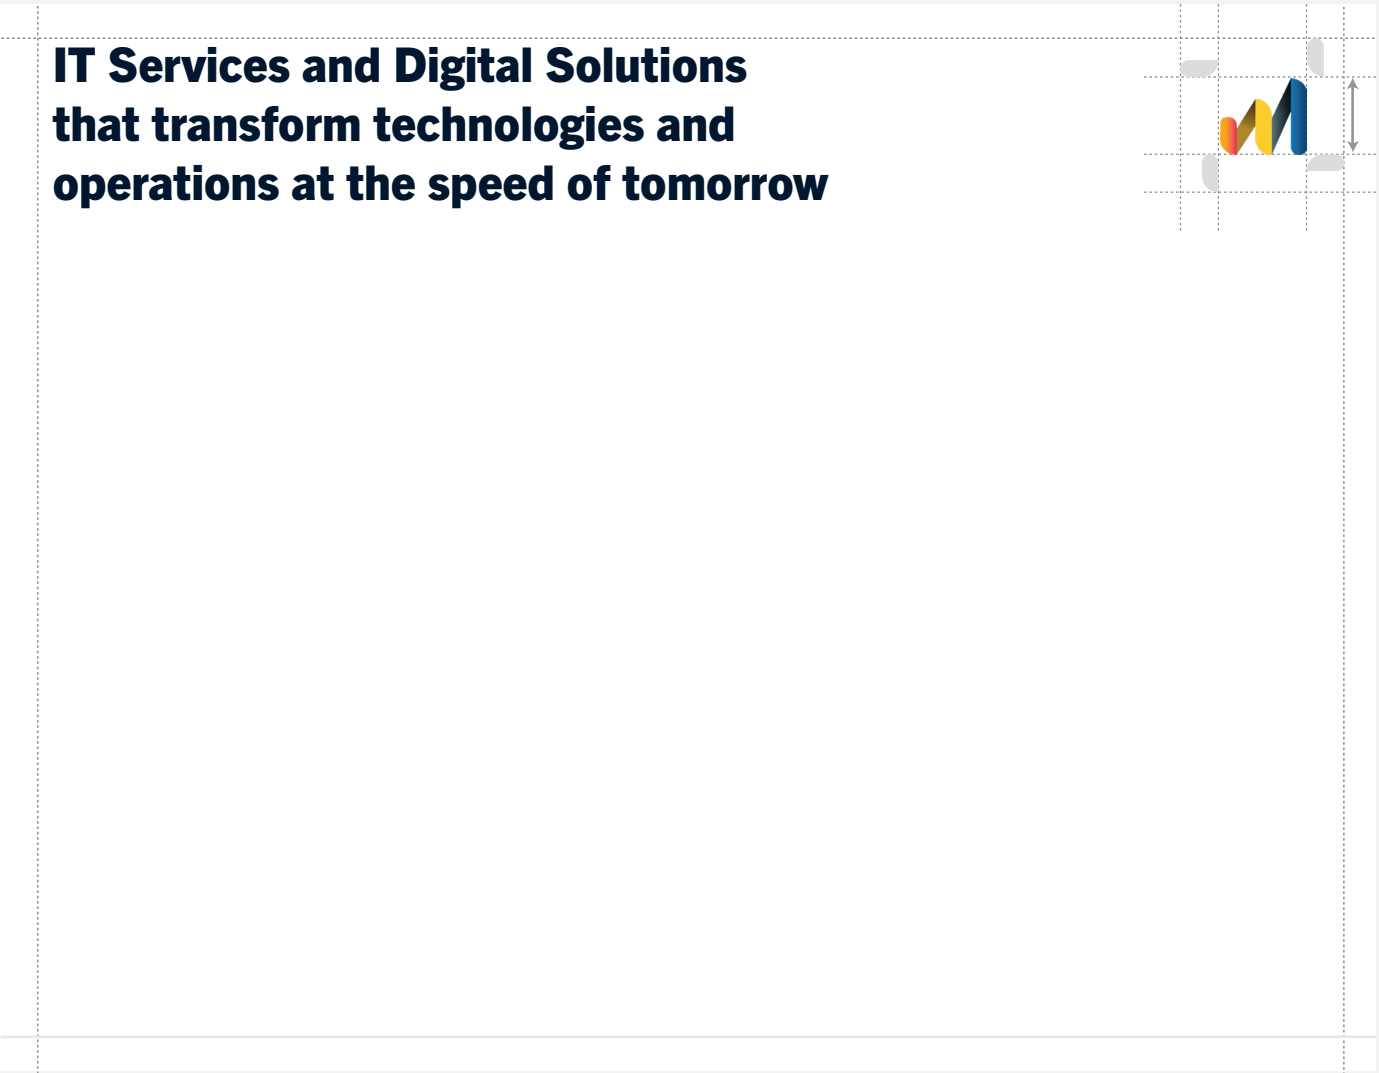 IT Services and Digital Solutions
that transform technologies and
operations at the speed of tomorrow